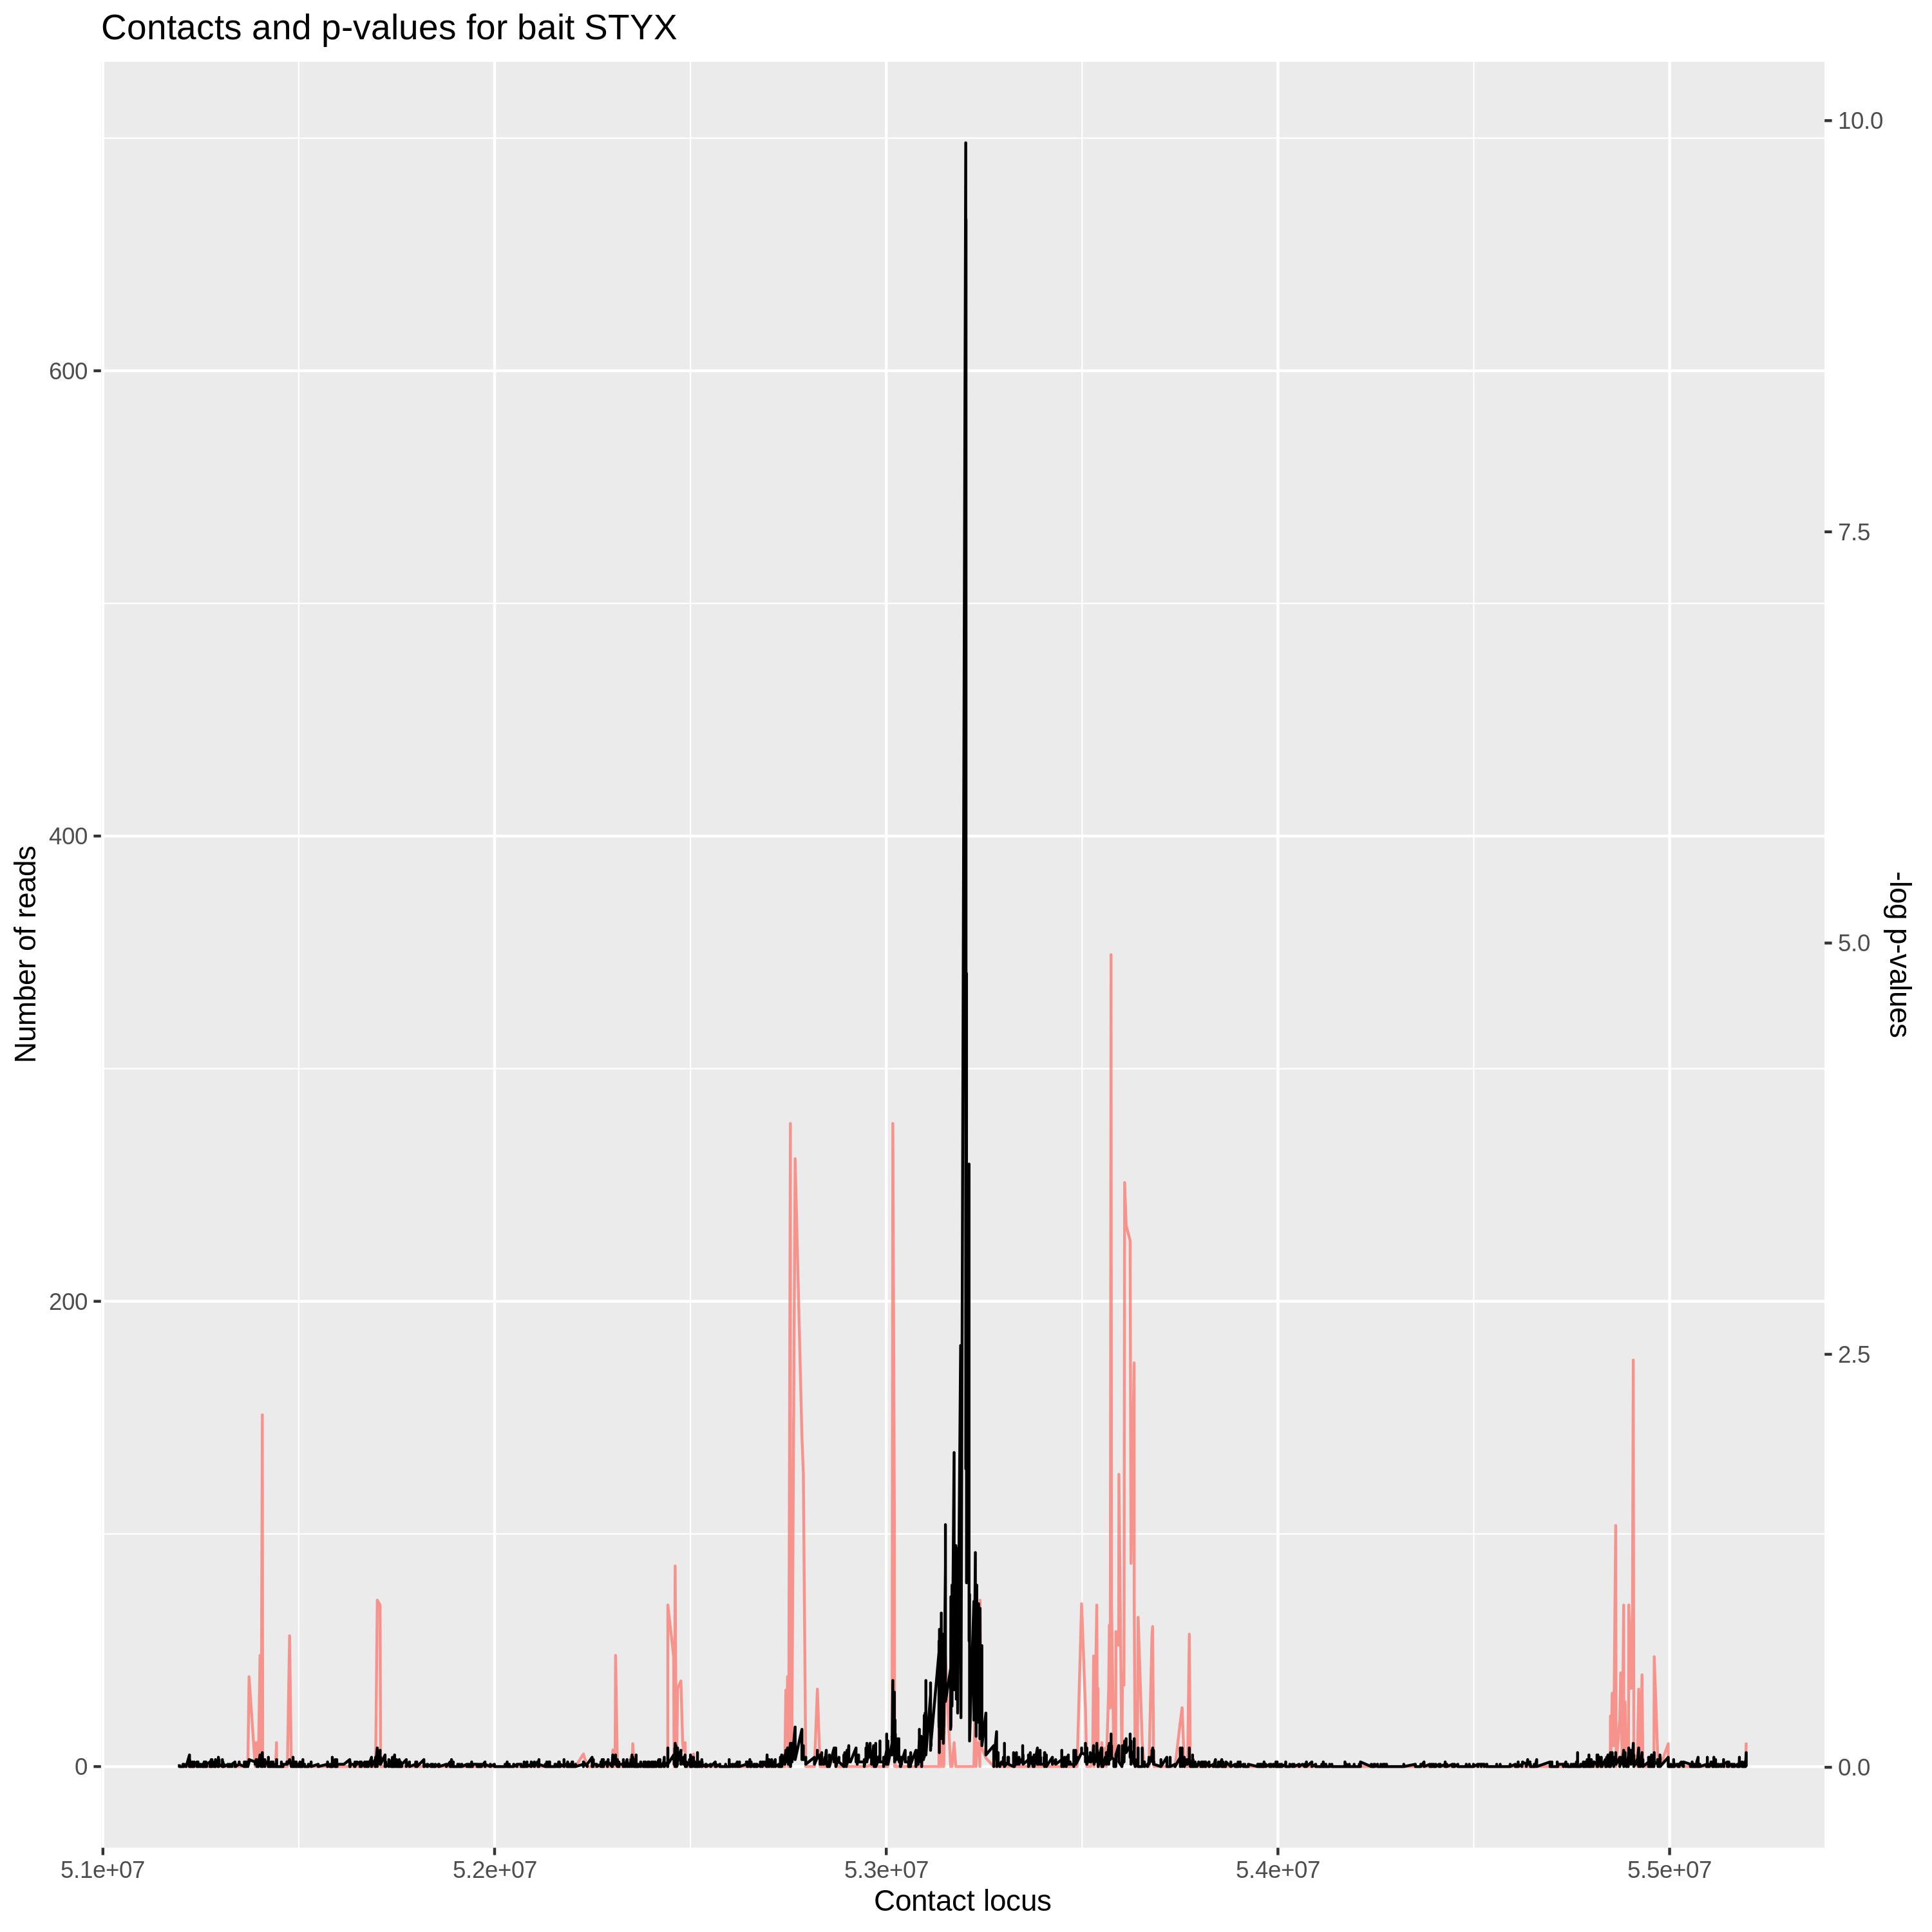 Contacts and p-values for bait STYX
10.0
7.5
5.0
2.5
0.0
600
400
200
0
Number of reads
-log p-values
5.1e+07
5.2e+07
5.3e+07
5.4e+07
5.5e+07
Contact locus